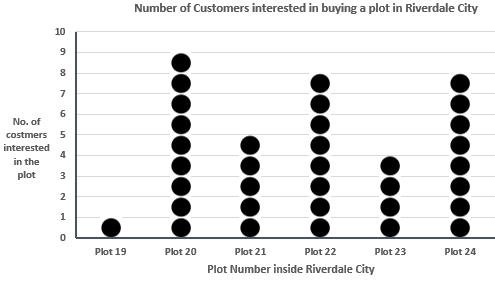 Number of Customers interested in buying a plot in Riverdale City
10
9
8
7
6
5
4
3
2
1
0
No. of
costmers
interested
in the
plot
Plot 19 Plot 20 Plot 21 Plot 22 Plot 23 Plot 24
Plot Number inside Riverdale City